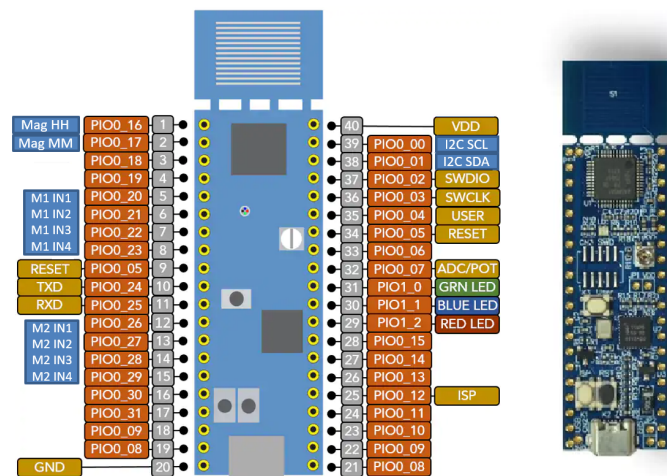 Mag HH PIO0_16 1
Mag MM PIO0_17 2
PIO0_18 3
PIO0_19 4
M1 IN1 PIO0_20 5
M1 IN2 PIO0_21 6
M1 IN3 PIO0_22 7
M1 IN4 PIO0_23 8
RESET PIO0_05 9
TXD PIO0_24 10
RXD PIO0_25 11
M2 IN1 PIO0_26 12
M2 IN2 PIO0_27 13
M2 IN3 PIO0_28 14
M2 IN4 PIO0_29 15
PIO0_30 16
PIO0_31 17
PIO0_09 18
PIO0_08 19
GND 20
40 VDD
39 PIO0_00 I2C SCL
38 PIO0_01 I2C SDA
37 PIO0_02 SWDIO
36 PIO0_03 SWCLK
35 PIO0_04 USER
34 PIO0_05 RESET
33 PIO0_06
32 PIO0_07 ADC/POT
31 PIO1_0 GRN LED
30 PIO1_1 BLUE LED
29 PIO1_2 RED LED
28 PIO0_15
27 PIO0_14
26 PIO0_13
25 PIO0_12 ISP
24 PIO0_11
23 PIO0_10
22 PIO0_09
21 PIO0_08
S1
SWD